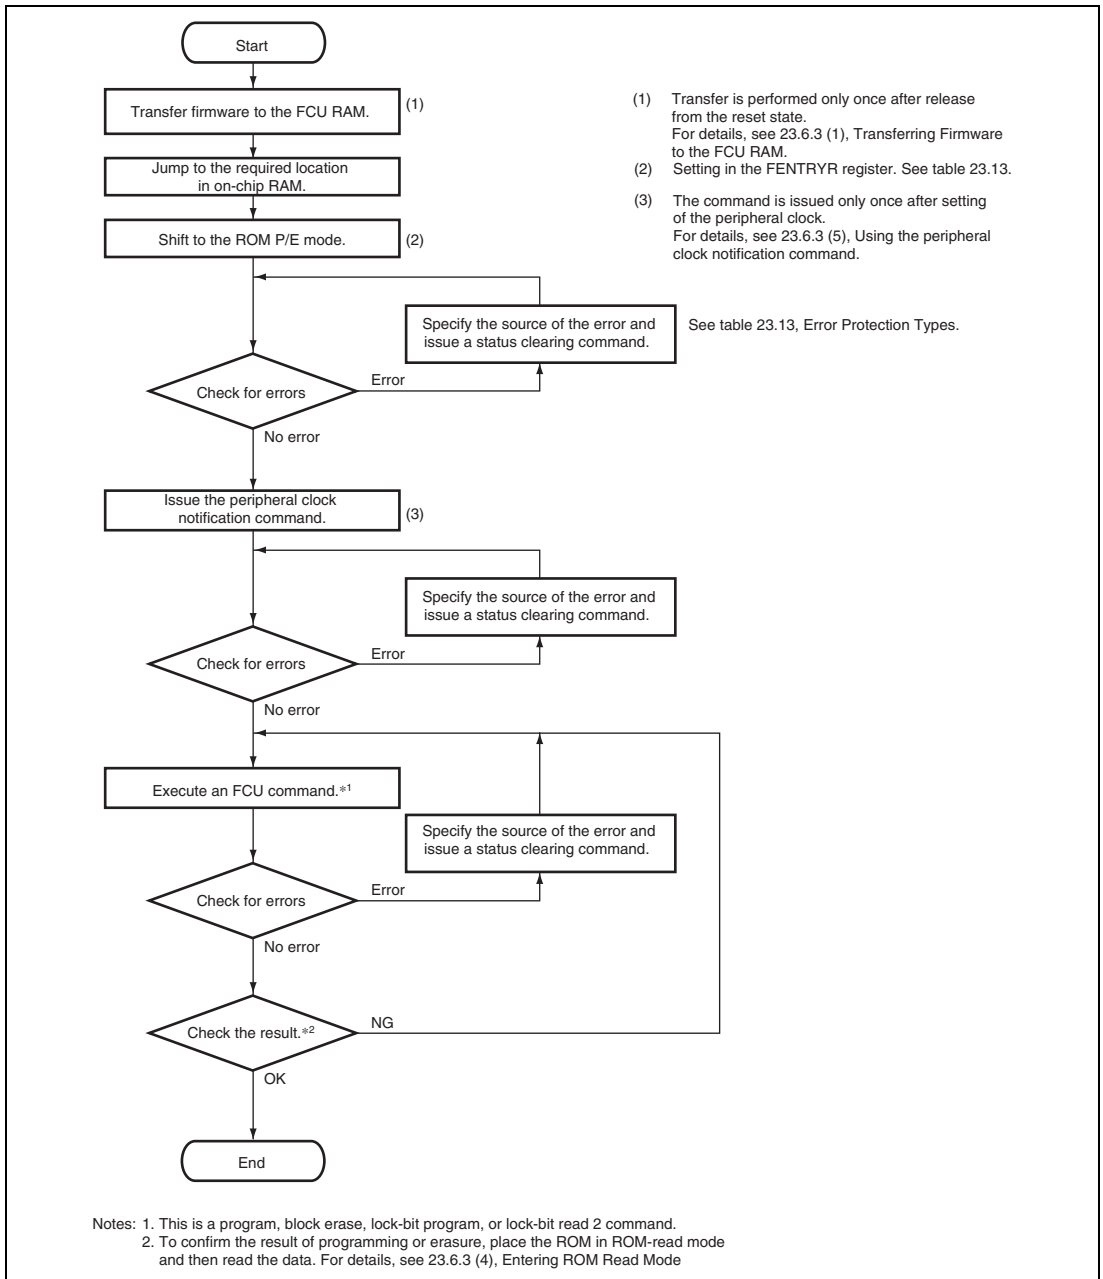 Start
Transfer firmware to the FCU RAM.
(1)
Jump to the required location
in on-chip RAM.
Shift to the ROM P/E mode.
(2)
(1) Transfer is performed only once after release
from the reset state.
For details, see 23.6.3 (1), Transferring Firmware
to the FCU RAM.
(2) Setting in the FENTRYR register. See table 23.13.
(3) The command is issued only once after setting
of the peripheral clock.
For details, see 23.6.3 (5), Using the peripheral
clock notification command.
Specify the source of the error and
issue a status clearing command.
See table 23.13, Error Protection Types.
Check for errors
Error
No error
Issue the peripheral clock
notification command.
(3)
Specify the source of the error and
issue a status clearing command.
Check for errors
Error
No error
Execute an FCU command.*1
Specify the source of the error and
issue a status clearing command.
Check for errors
Error
No error
Check the result.*2
NG
OK
End
Notes: 1. This is a program, block erase, lock-bit program, or lock-bit read 2 command.
2. To confirm the result of programming or erasure, place the ROM in ROM-read mode
and then read the data. For details, see 23.6.3 (4), Entering ROM Read Mode